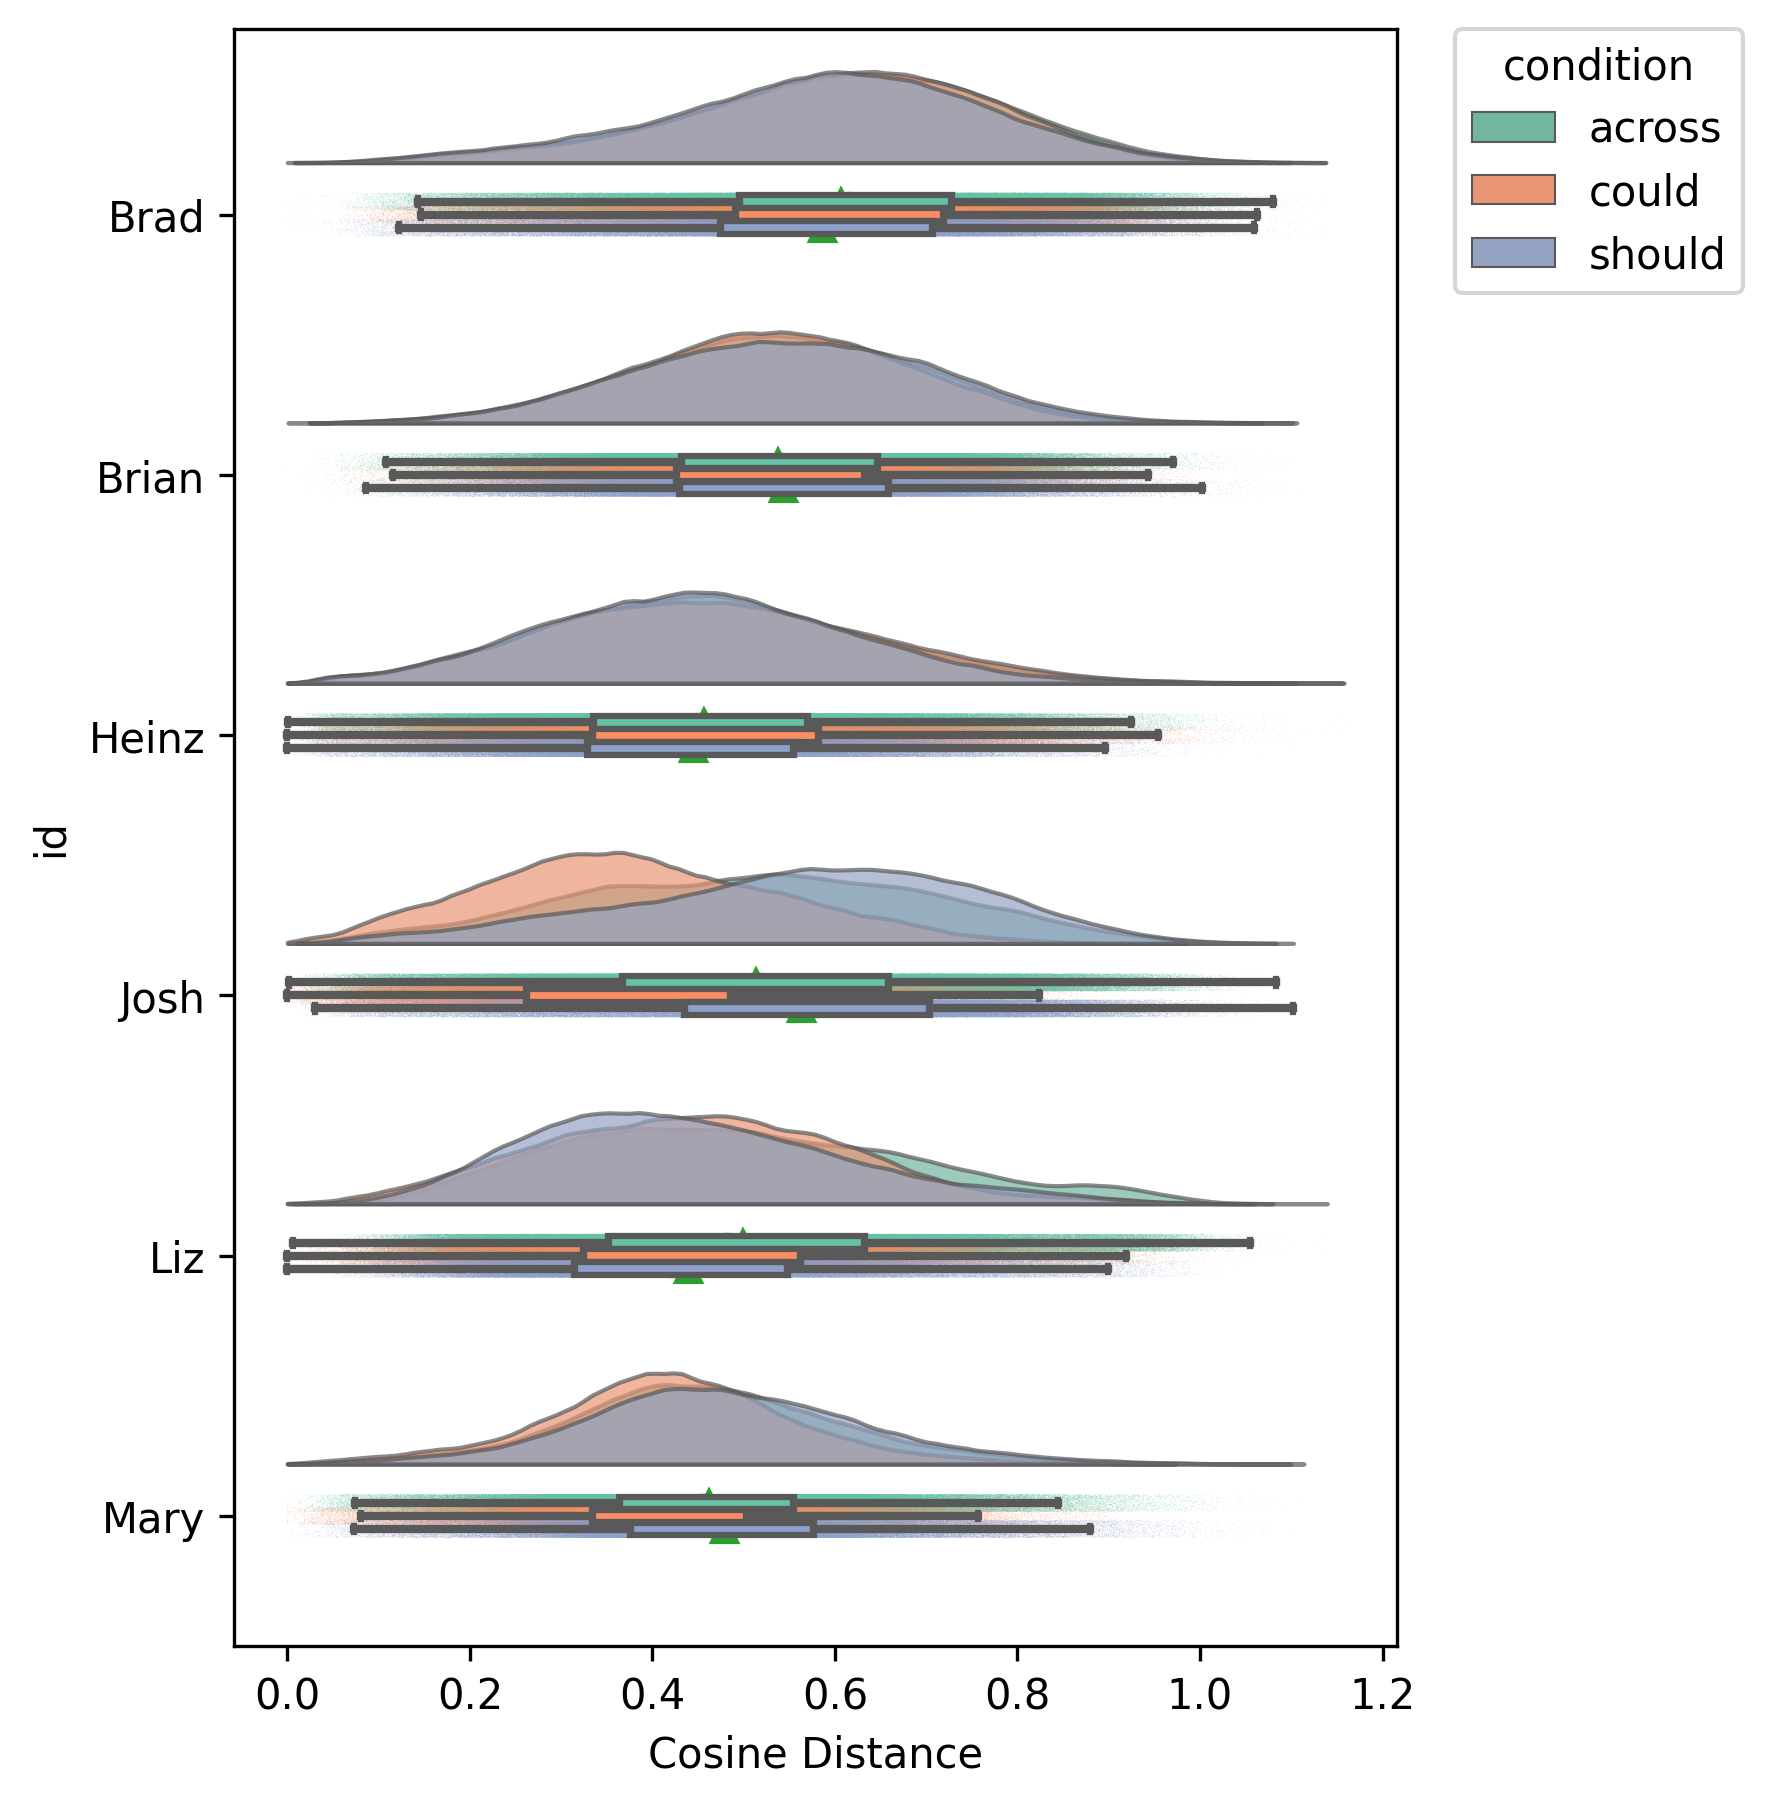 condition
across
could
should
Brad
Brian
Heinz
Josh
Liz
Mary
id
0.0 0.2 0.4 0.6 0.8 1.0 1.2
Cosine Distance